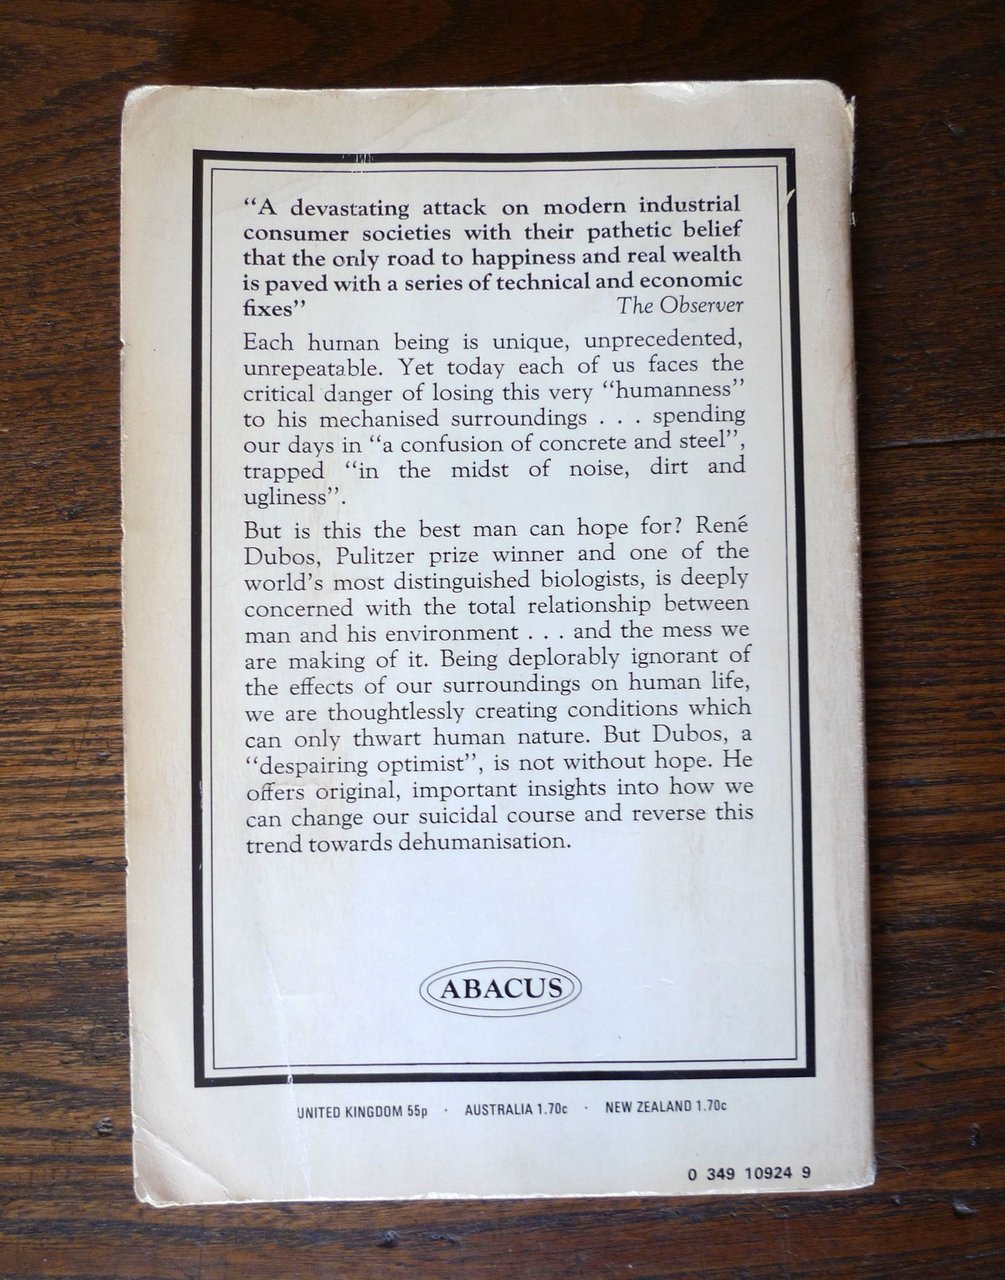 “A devastating attack on modern industrial
consumer societies with their pathetic belief
that the only road to happiness and real wealth
is paved with a series of technical and economic
fixes” The Observer
Each human being is unique, unprecedented,
unrepeatable. Yet today each of us faces the
critical danger of losing this very “humanness”
to his mechanised surroundings . . . spending
our days in “a confusion of concrete and steel”,
trapped “in the midst of noise, dirt and
ugliness”.
But is this the best man can hope for? René
Dubos, Pulitzer prize winner and one of the
world’s most distinguished biologists, is deeply
concerned with the total relationship between
man and his environment . . . and the mess we
are making of it. Being deplorably ignorant of
the effects of our surroundings on human life,
we are thoughtlessly creating conditions which
can only thwart human nature. But Dubos, a
“despairing optimist”, is not without hope. He
offers original, important insights into how we
can change our suicidal course and reverse this
trend towards dehumanisation.
ABACUS
UNITED KINGDOM 55p · AUSTRALIA 1.70c · NEW ZEALAND 1.70c
0 349 10924 9